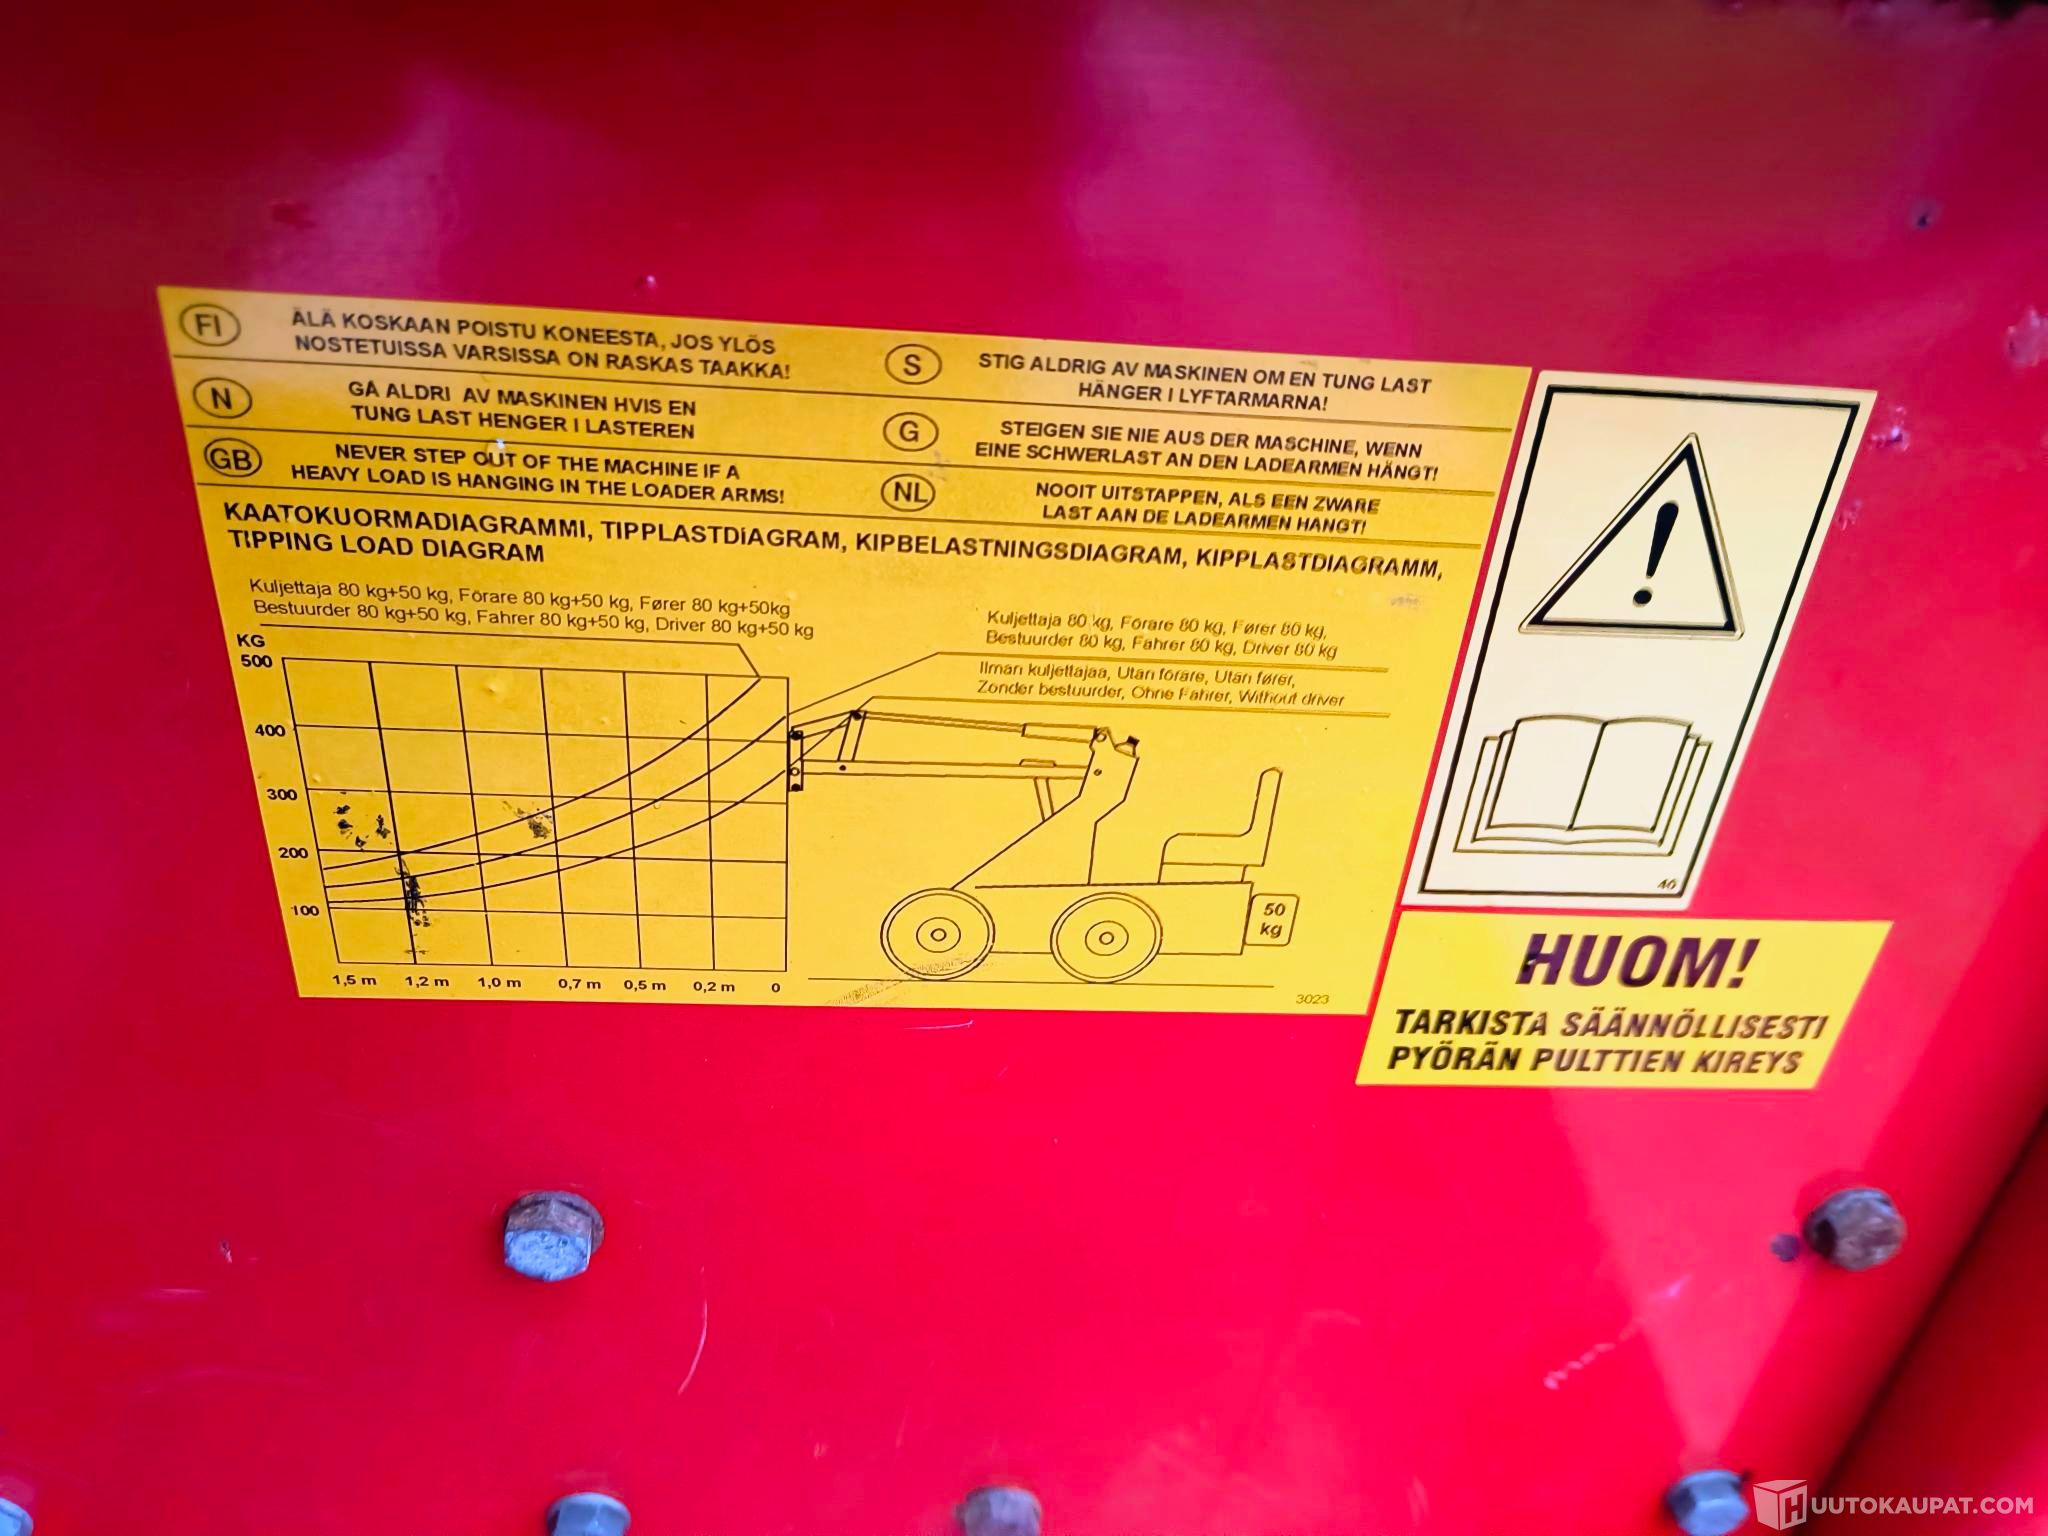 FI
ÄLÄ KOSKAAN POISTU KONEESTA, JOS YLÖS
NOSTETUISSA VARSISSA ON RASKAS TAAKKA!
S
STIG ALDRIG AV MASKINEN OM EN TUNG LAST
HÄNGER I LYFTARMARNA!
N
GÅ ALDRI AV MASKINEN HVIS EN
TUNG LAST HENGER I LASTEREN
G
STEIGEN SIE NIE AUS DER MASCHINE, WENN
EINE SCHWERLAST AN DEN LADEARMEN HÄNGT!
GB
NEVER STEP OUT OF THE MACHINE IF A
HEAVY LOAD IS HANGING IN THE LOADER ARMS!
NL
NOOIT UITSTAPPEN, ALS EEN ZWARE
LAST AAN DE LADEARMEN HANGT!
KAATOKUORMADIAGRAMMI, TIPPLASTDIAGRAM, KIPBELASTNINGSDIAGRAM, KIPPLASTDIAGRAMM,
TIPPING LOAD DIAGRAM
Kuljettaja 80 kg+50 kg, Förare 80 kg+50 kg, Fører 80 kg+50kg
Bestuurder 80 kg+50 kg, Fahrer 80 kg+50 kg, Driver 80 kg+50 kg
Kuljettaja 80 kg, Förare 80 kg, Fører 80 kg,
Bestuurder 80 kg, Fahrer 80 kg, Driver 80 kg
Ilman kuljettajaa, Utan förare, Utan fører,
Zonder bestuurder, Ohne Fahrer, Without driver
KG
500
400
300
200
100
1,5 m 1,2 m 1,0 m 0,7 m 0,5 m 0,2 m 0
50
kg
3023
40
HUOM!
TARKISTA SÄÄNNÖLLISESTI
PYÖRÄN PULTTIEN KIREYS
HUUTOKAUPAT.COM